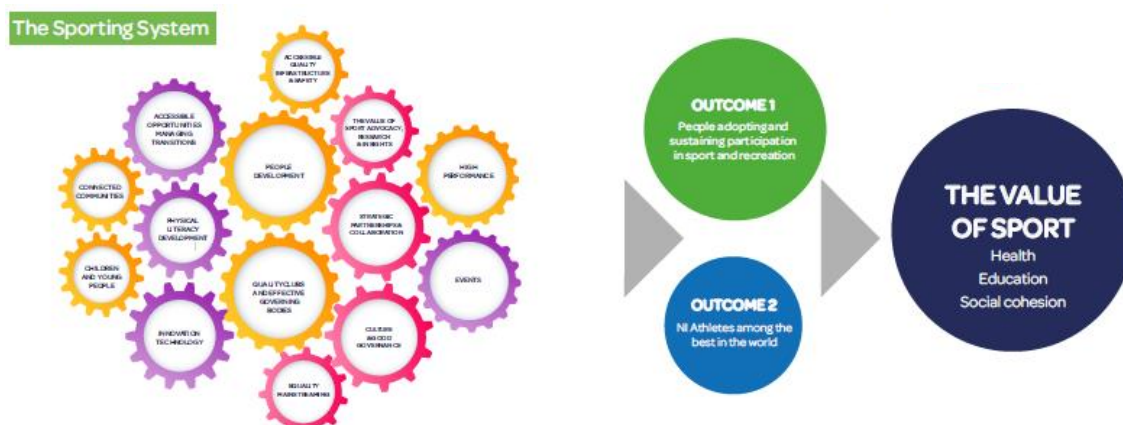 The Sporting System
ACCESSIBLE
QUALITY
INFRASTRUCTURE
& SAFETY
ACCESSIBLE
OPPORTUNITIES
MANAGING
TRANSITIONS
THE VALUE OF
SPORT ADVOCACY,
RESEARCH
& INSIGHTS
PEOPLE
DEVELOPMENT
HIGH
PERFORMANCE
CONNECTED
COMMUNITIES
PHYSICAL
LITERACY
DEVELOPMENT
STRATEGIC
PARTNERSHIPS &
COLLABORATION
CHILDREN
AND YOUNG
PEOPLE
QUALITY CLUBS
AND EFFECTIVE
GOVERNING
BODIES
EVENTS
INNOVATION
TECHNOLOGY
CULTURE
& GOOD
GOVERNANCE
EQUALITY
MAINSTREAMING
OUTCOME 1
People adopting and
sustaining participation
in sport and recreation
OUTCOME 2
NI Athletes among the
best in the world
THE VALUE
OF SPORT
Health
Education
Social cohesion